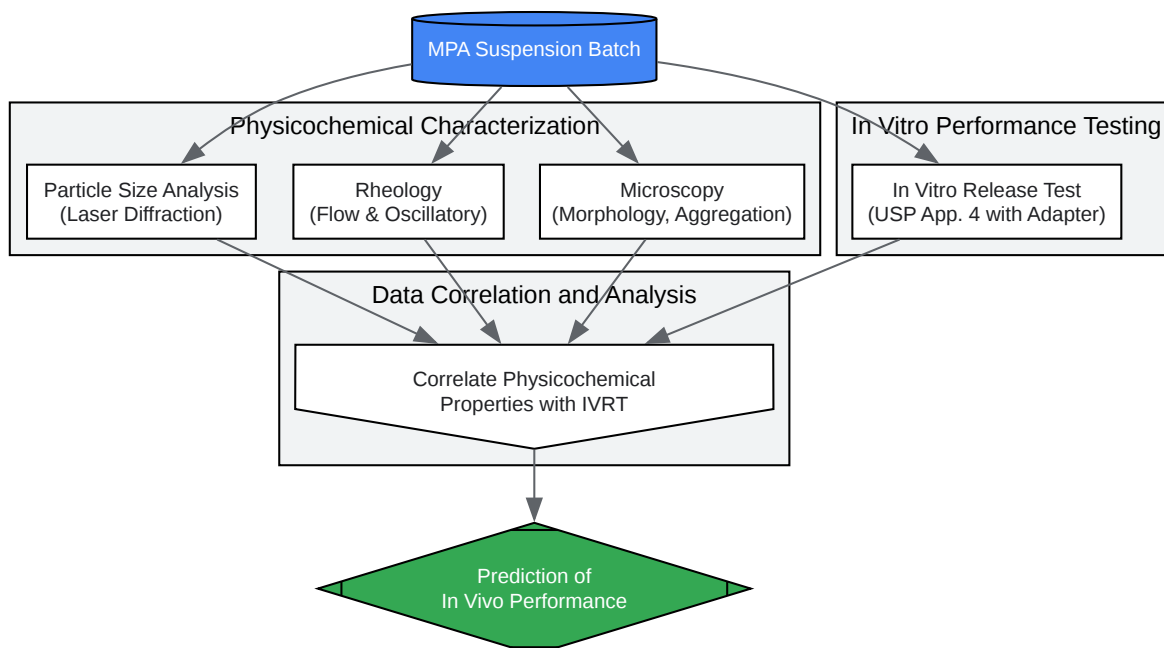 MPA Suspension Batch
Physicochemical Characterization
In Vitro Performance Testing
Particle Size Analysis
(Laser Diffraction)
Rheology
(Flow & Oscillatory)
Microscopy
(Morphology, Aggregation)
In Vitro Release Test
(USP App. 4 with Adapter)
Data Correlation and Analysis
Correlate Physicochemical
Properties with IVRT
Prediction of
In Vivo Performance